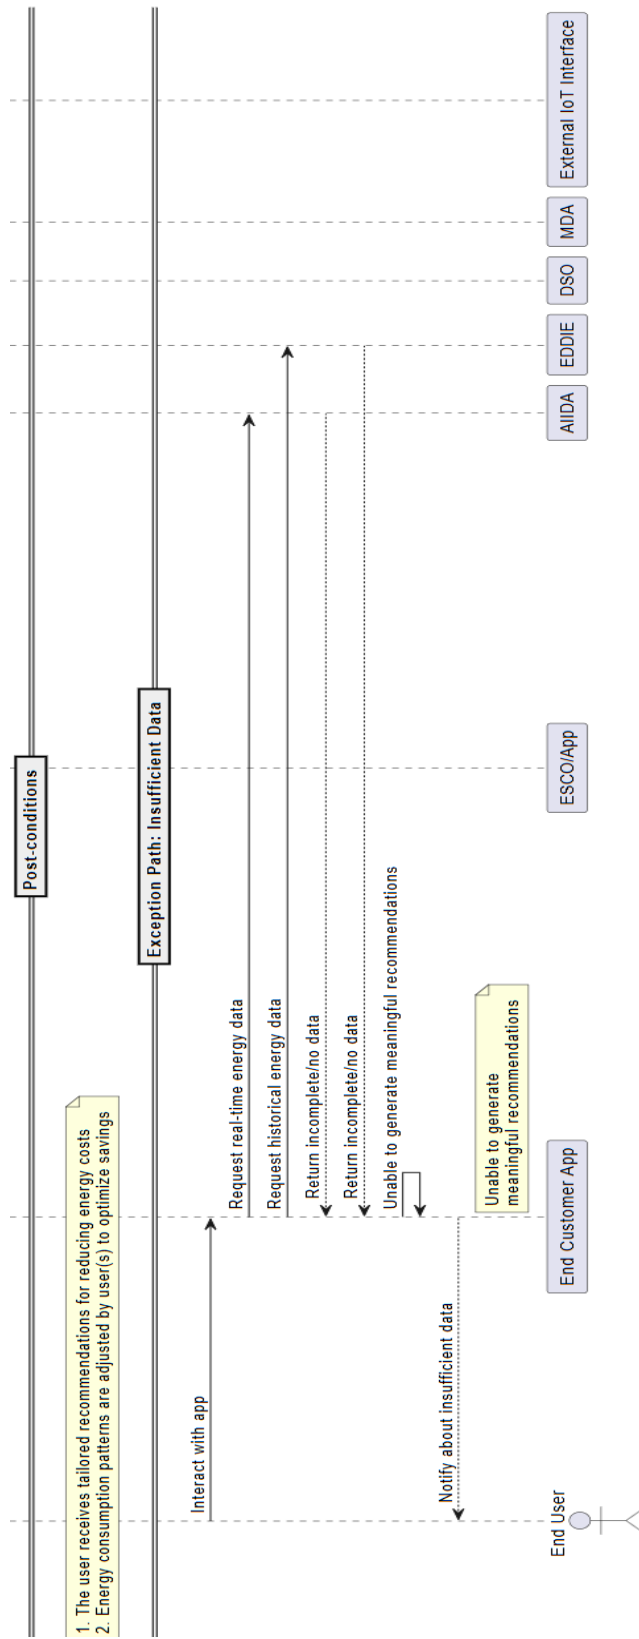 Post-conditions
1. The user receives tailored recommendations for reducing energy costs
2. Energy consumption patterns are adjusted by user(s) to optimize savings
Exception Path: Insufficient Data
Interact with app
Request real-time energy data
Request historical energy data
Return incomplete/no data
Return incomplete/no data
Unable to generate meaningful recommendations
Notify about insufficient data
Unable to generate
meaningful recommendations
End User
End Customer App
ESCO/App
AIIDA
EDDIE
DSO
MDA
External IoT Interface